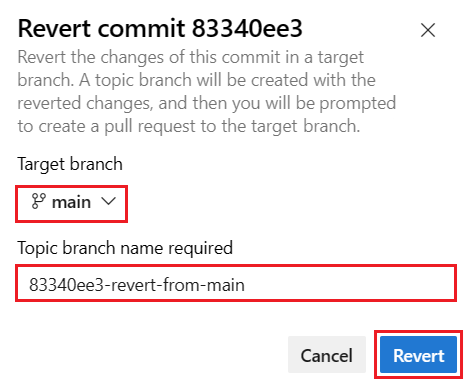 Revert commit 83340ee3
Revert the changes of this commit in a target
branch. A topic branch will be created with the
reverted changes, and then you will be prompted
to create a pull request to the target branch.
Target branch
main
Topic branch name required
83340ee3-revert-from-main
Cancel
Revert